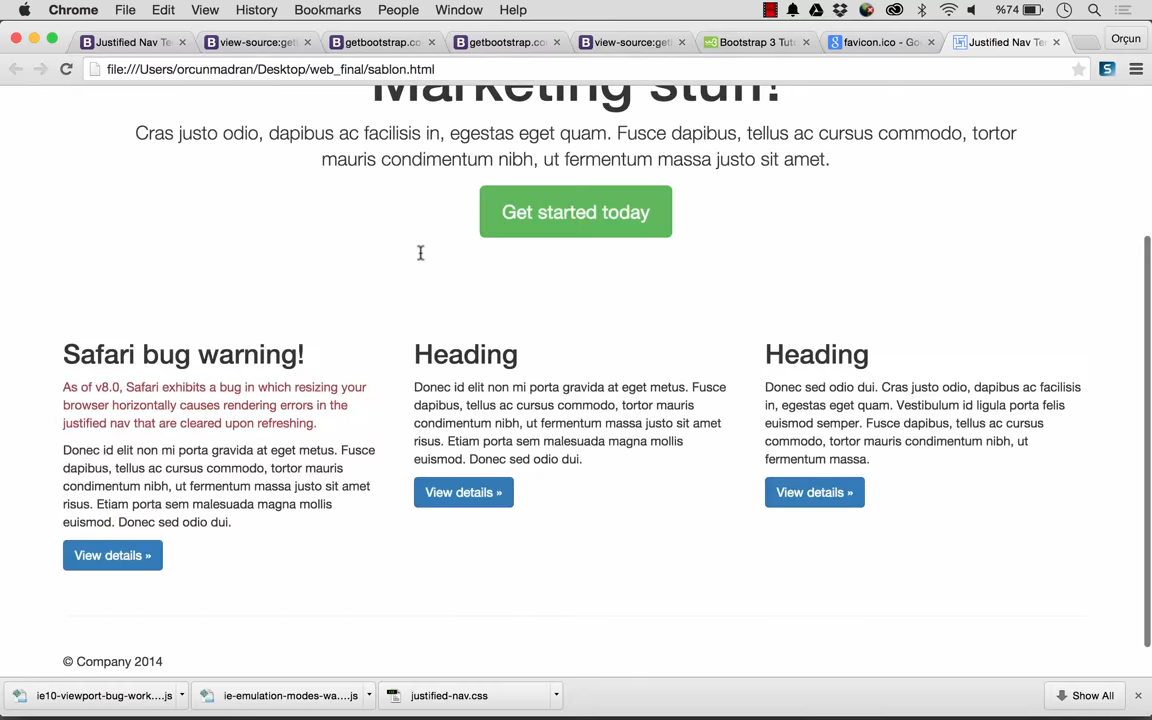 Chrome File Edit View History Bookmarks People Window Help %74
Justified Nav Te view-source:get getbootstrap.co getbootstrap.co view-source:get Bootstrap 3 Tut favicon.ico - Go Justified Nav Te Orçun
file:///Users/orcunmadran/Desktop/web_final/sablon.html
Marketing stuff!
Cras justo odio, dapibus ac facilisis in, egestas eget quam. Fusce dapibus, tellus ac cursus commodo, tortor
mauris condimentum nibh, ut fermentum massa justo sit amet.
Get started today
Safari bug warning!
As of v8.0, Safari exhibits a bug in which resizing your
browser horizontally causes rendering errors in the
justified nav that are cleared upon refreshing.
Donec id elit non mi porta gravida at eget metus. Fusce
dapibus, tellus ac cursus commodo, tortor mauris
condimentum nibh, ut fermentum massa justo sit amet
risus. Etiam porta sem malesuada magna mollis
euismod. Donec sed odio dui.
View details »
Heading
Donec id elit non mi porta gravida at eget metus. Fusce
dapibus, tellus ac cursus commodo, tortor mauris
condimentum nibh, ut fermentum massa justo sit amet
risus. Etiam porta sem malesuada magna mollis
euismod. Donec sed odio dui.
View details »
Heading
Donec sed odio dui. Cras justo odio, dapibus ac facilisis
in, egestas eget quam. Vestibulum id ligula porta felis
euismod semper. Fusce dapibus, tellus ac cursus
commodo, tortor mauris condimentum nibh, ut
fermentum massa.
View details »
© Company 2014
ie10-viewport-bug-work....js ie-emulation-modes-wa....js justified-nav.css Show All